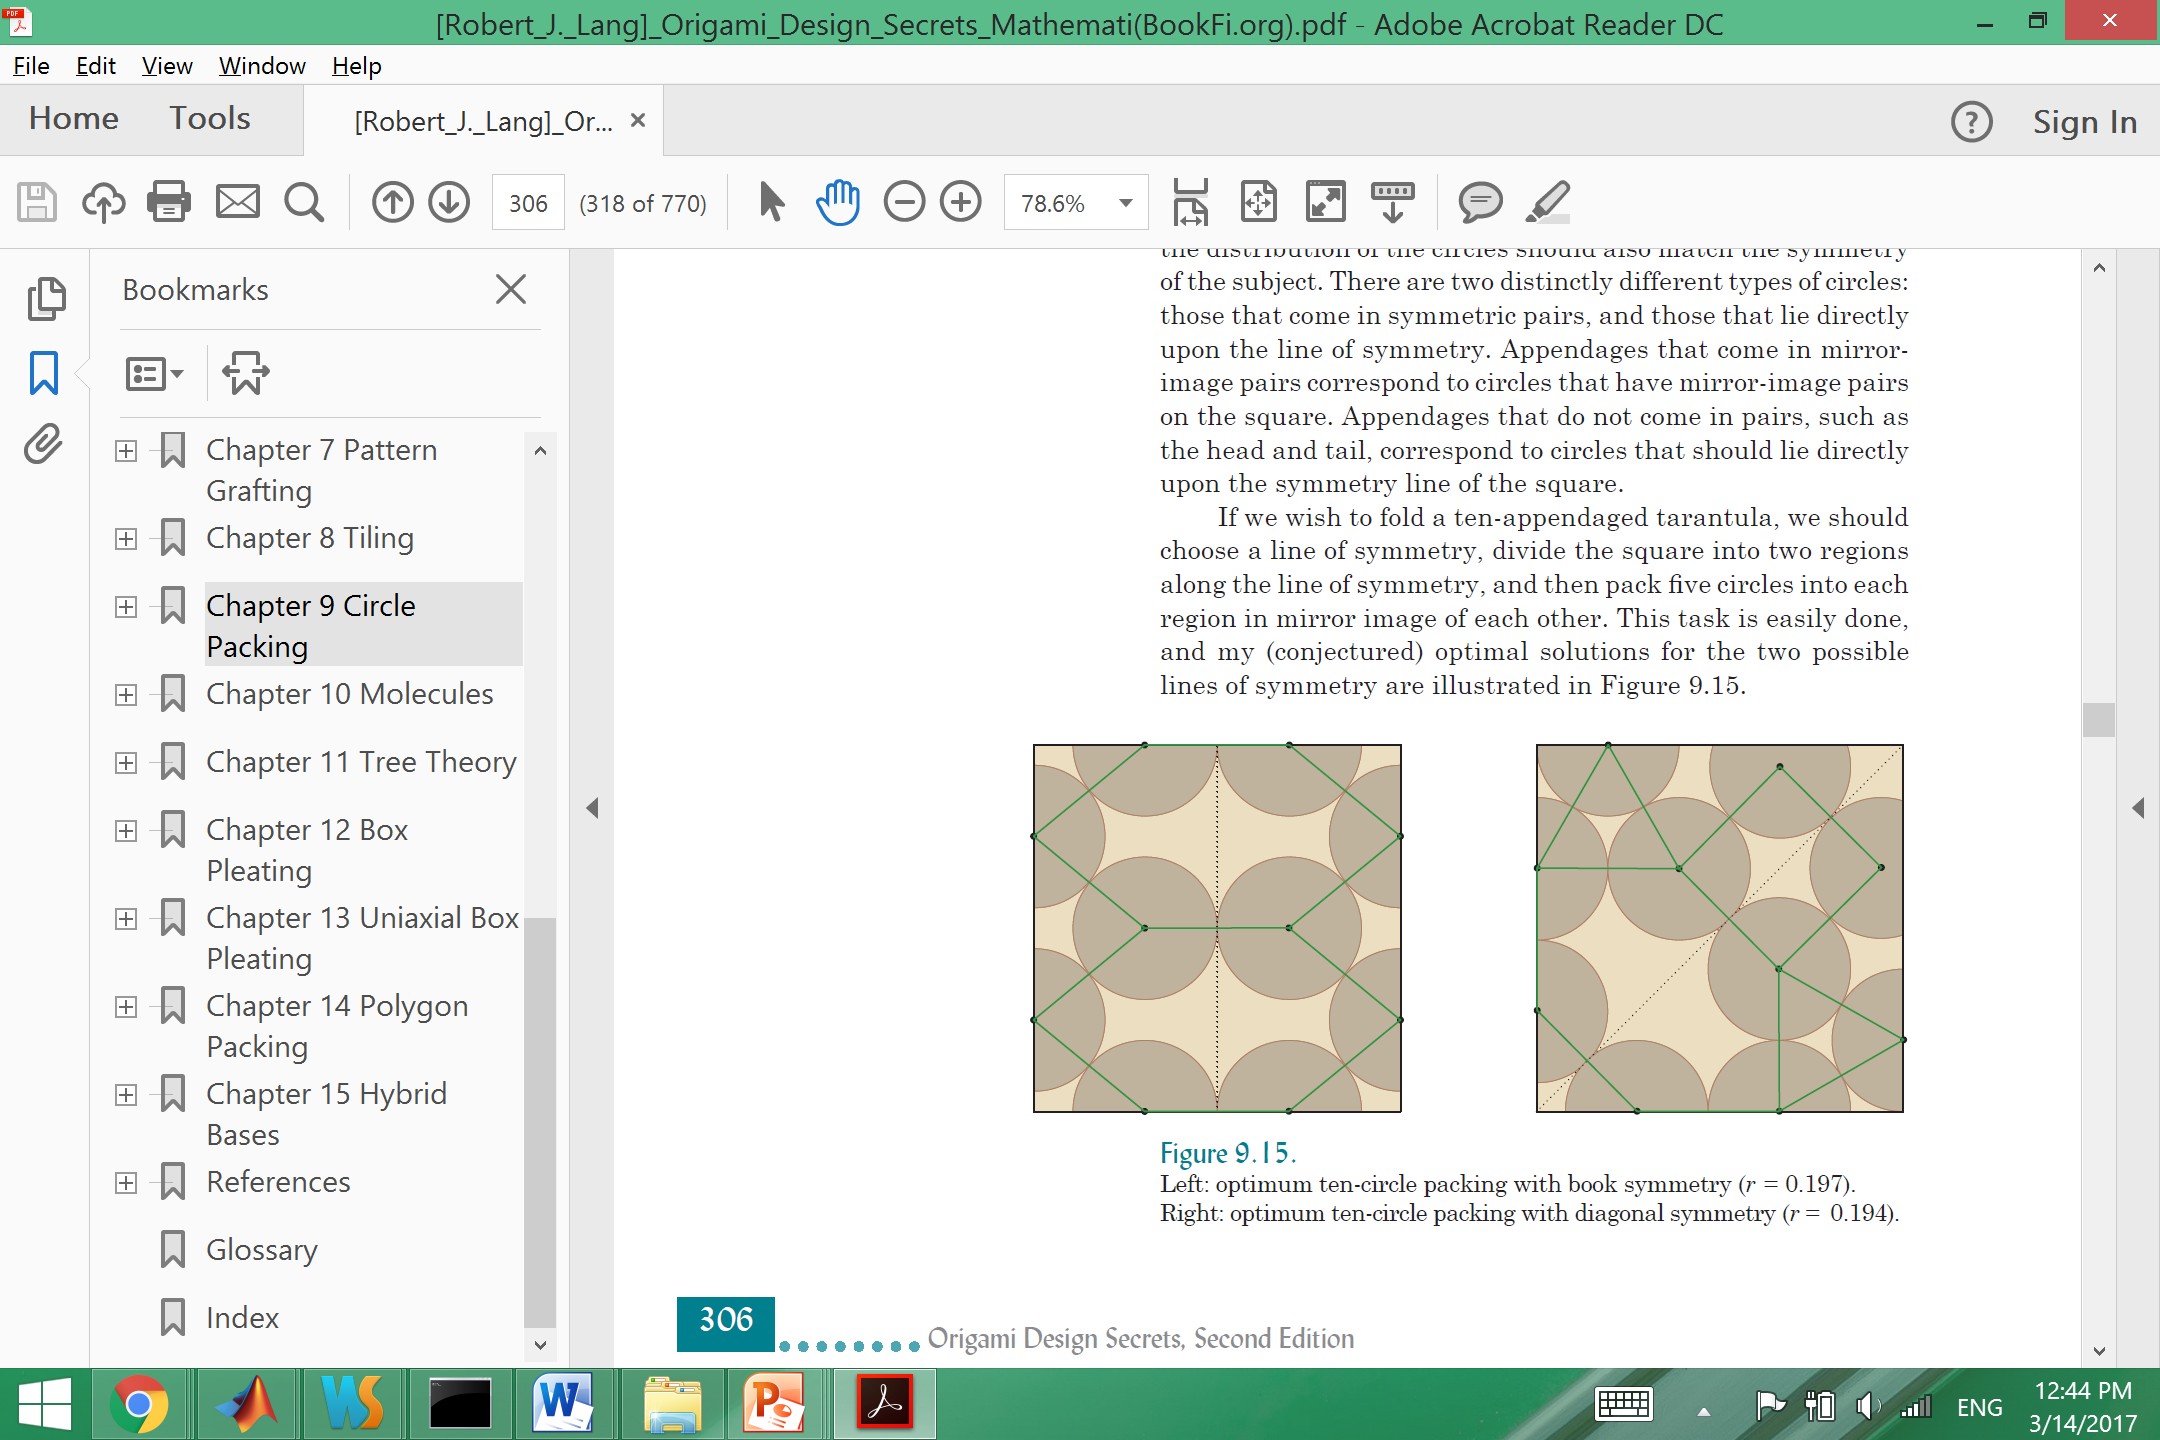 [Robert_J._Lang]_Origami_Design_Secrets_Mathemati(BookFi.org).pdf - Adobe Acrobat Reader DC
File Edit View Window Help
Home Tools [Robert_J._Lang]_Or... Sign In
306 (318 of 770) 78.6%
Bookmarks
Chapter 7 Pattern
Grafting
Chapter 8 Tiling
Chapter 9 Circle
Packing
Chapter 10 Molecules
Chapter 11 Tree Theory
Chapter 12 Box
Pleating
Chapter 13 Uniaxial Box
Pleating
Chapter 14 Polygon
Packing
Chapter 15 Hybrid
Bases
References
Glossary
Index
the distribution of the circles should also match the symmetry
of the subject. There are two distinctly different types of circles:
those that come in symmetric pairs, and those that lie directly
upon the line of symmetry. Appendages that come in mirror-
image pairs correspond to circles that have mirror-image pairs
on the square. Appendages that do not come in pairs, such as
the head and tail, correspond to circles that should lie directly
upon the symmetry line of the square.
If we wish to fold a ten-appendaged tarantula, we should
choose a line of symmetry, divide the square into two regions
along the line of symmetry, and then pack five circles into each
region in mirror image of each other. This task is easily done,
and my (conjectured) optimal solutions for the two possible
lines of symmetry are illustrated in Figure 9.15.
Figure 9.15.
Left: optimum ten-circle packing with book symmetry (r = 0.197).
Right: optimum ten-circle packing with diagonal symmetry (r = 0.194).
306
Origami Design Secrets, Second Edition
ENG
12:44 PM
3/14/2017